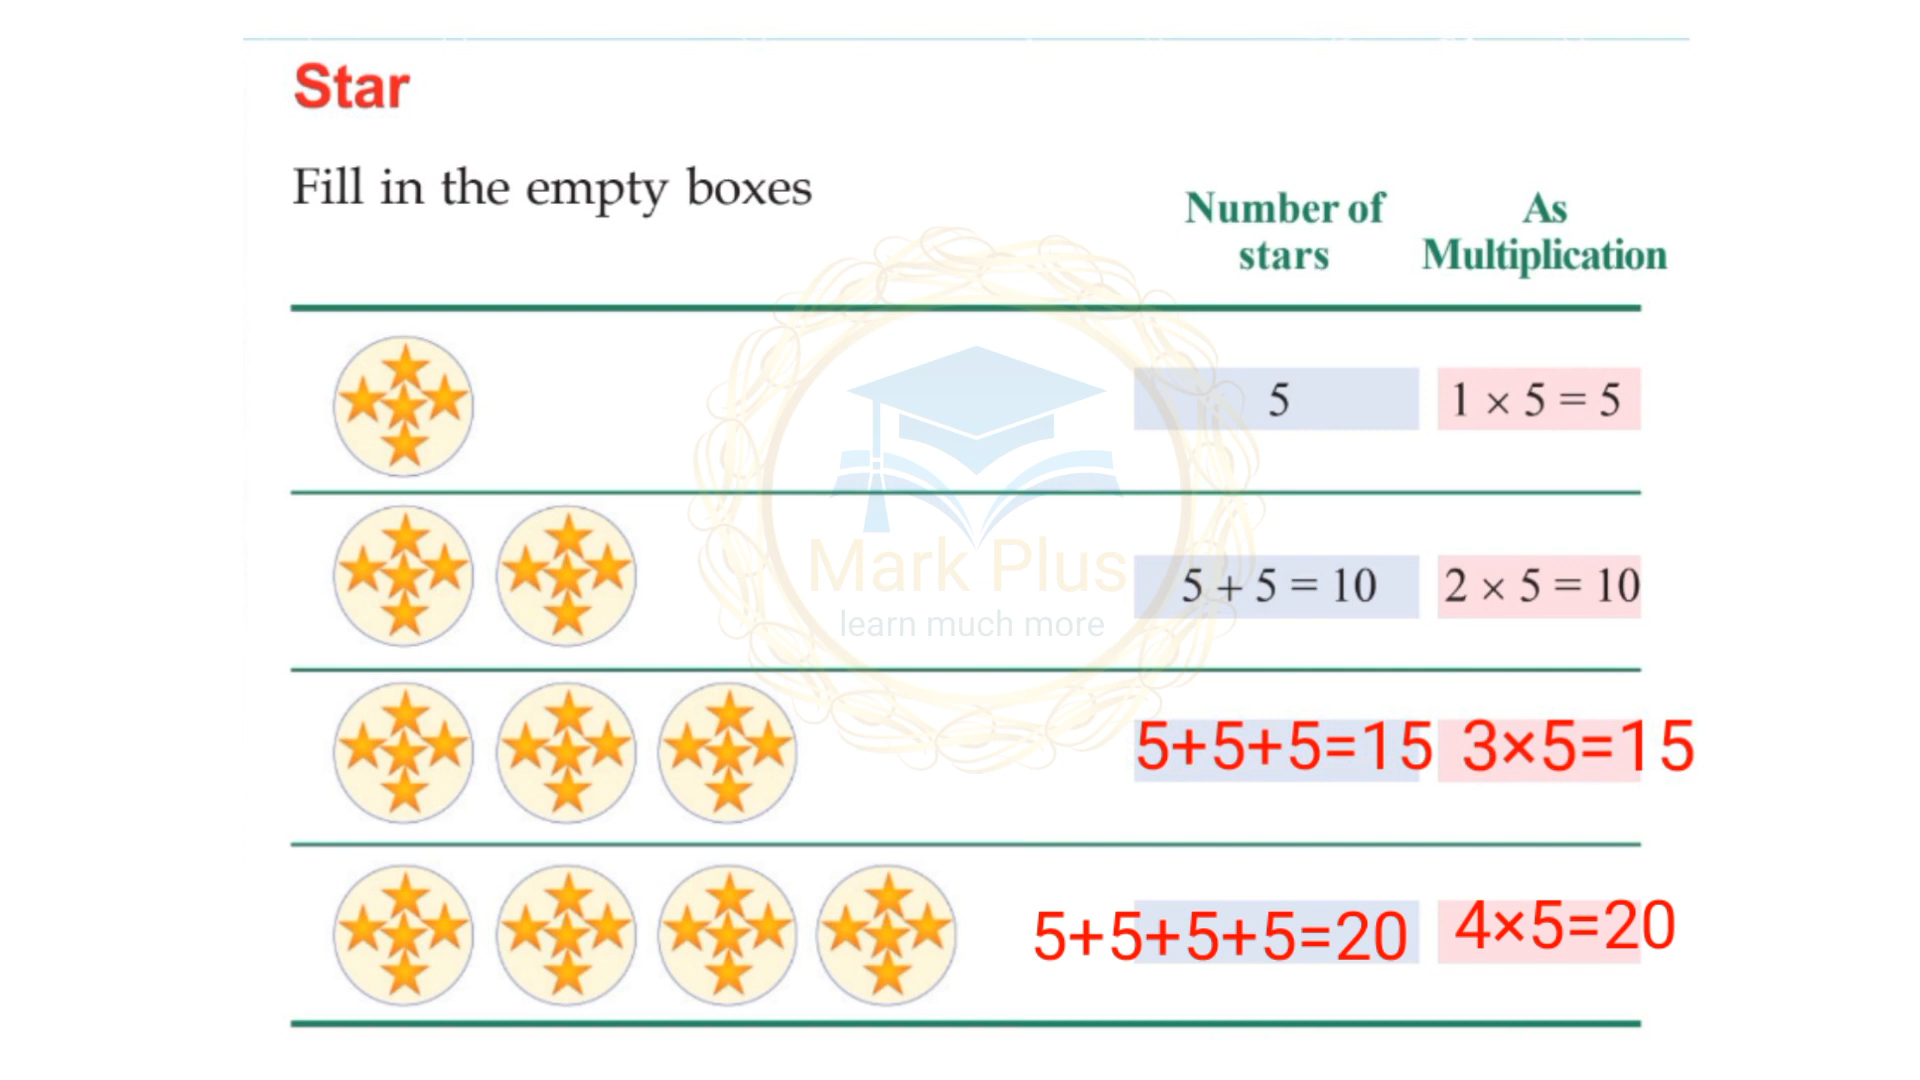 Star
Fill in the empty boxes
Number of
stars
As
Multiplication
5
1 × 5 = 5
Mark Plus
learn much more
5 + 5 = 10
2 × 5 = 10
5+5+5=15
3×5=15
5+5+5+5=20
4×5=20